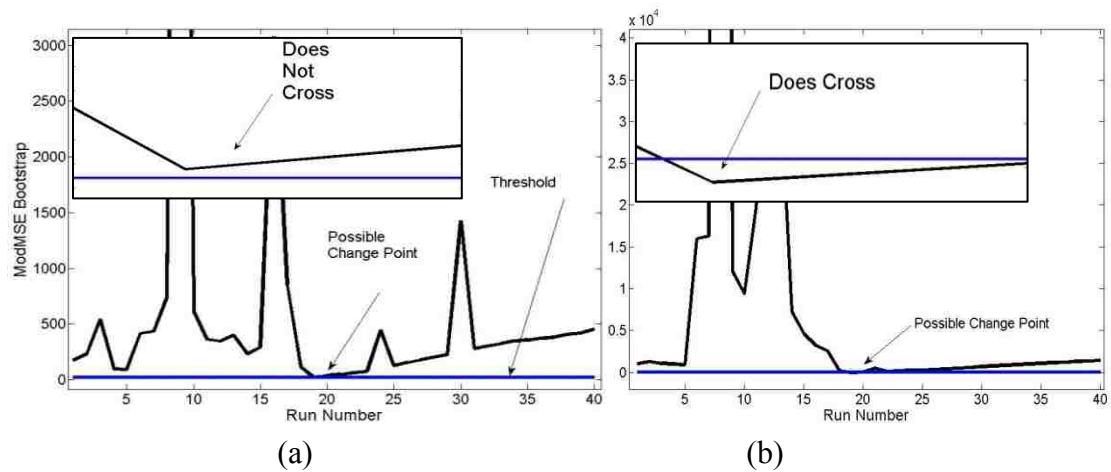 3000
2500
2000
1500
1000
500
0
ModMSE Bootstrap
Does
Not
Cross
Threshold
Possible
Change Point
5 10 15 20 25 30 35 40
Run Number
(a)
x 10⁴
4
3.5
3
2.5
2
1.5
1
0.5
0
Does Cross
Possible Change Point
5 10 15 20 25 30 35 40
Run Number
(b)